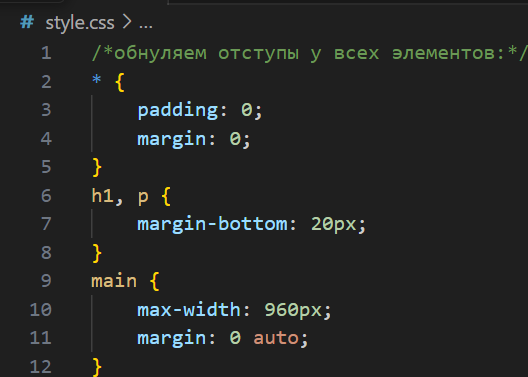 # style.css > ...
1 /*обнуляем отступы у всех элементов:*/
2 * {
3 padding: 0;
4 margin: 0;
5 }
6 h1, p {
7 margin-bottom: 20px;
8 }
9 main {
10 max-width: 960px;
11 margin: 0 auto;
12 }